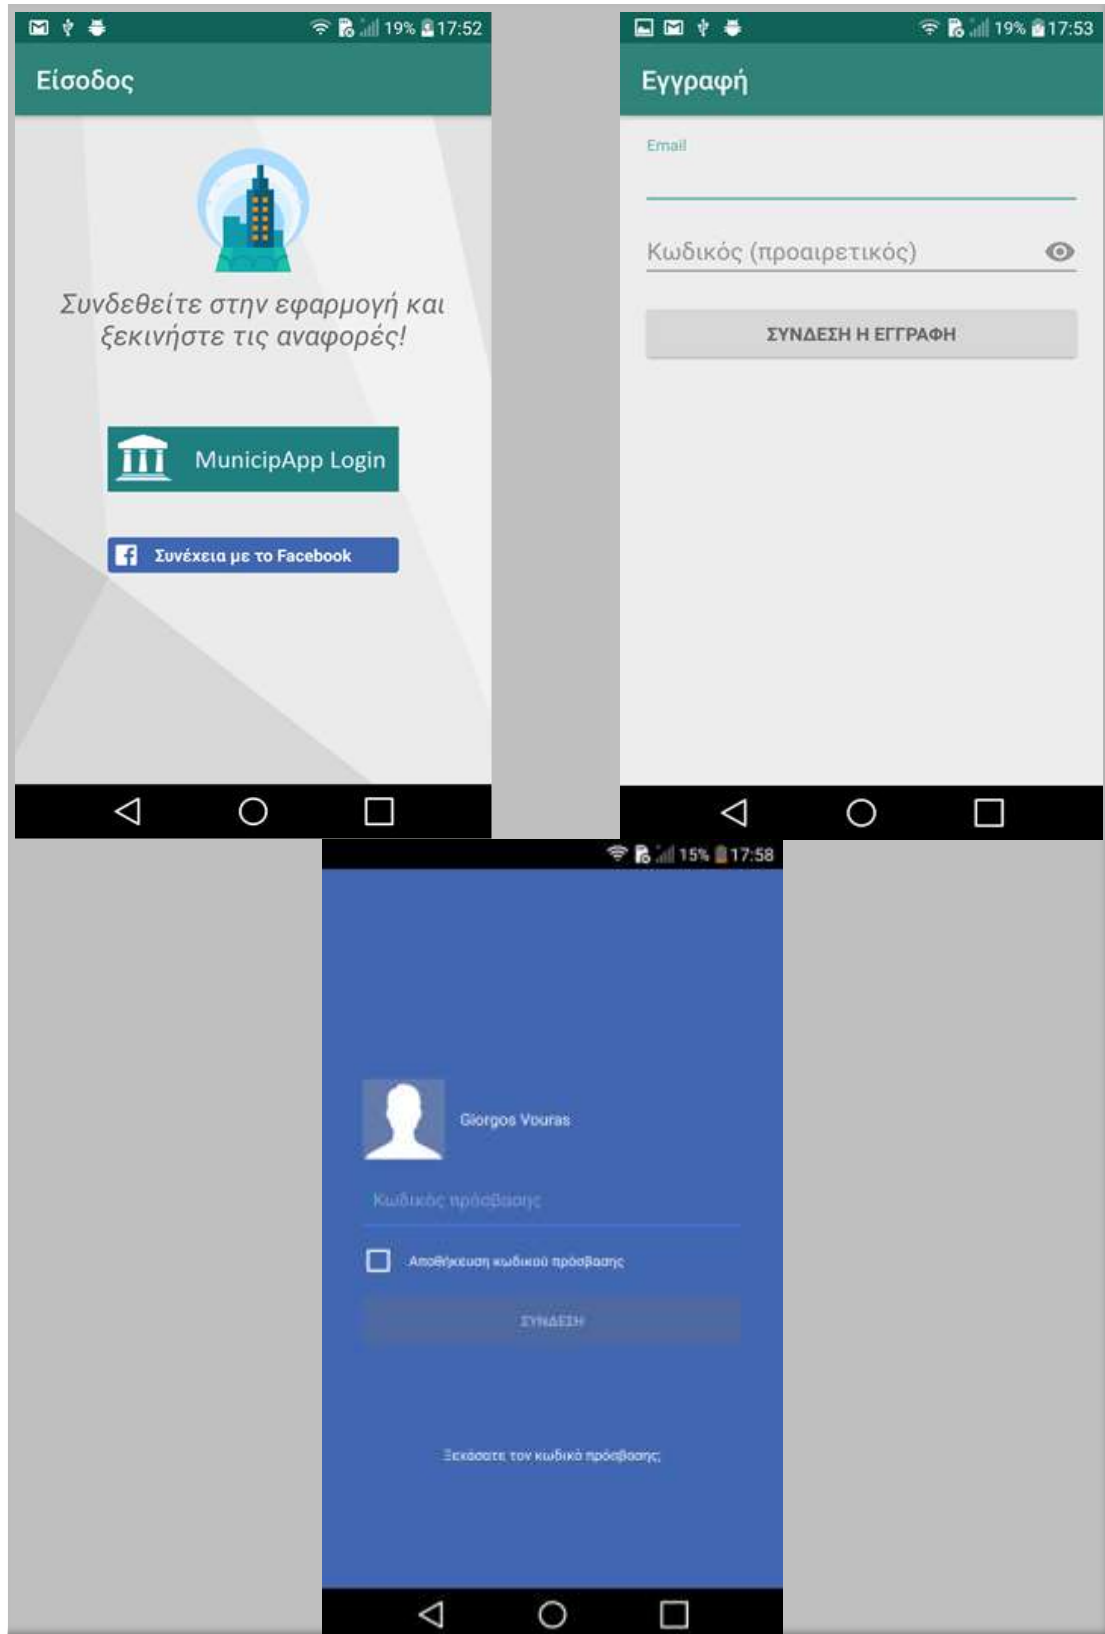 19% 17:52
Είσοδος
Συνδεθείτε στην εφαρμογή και
ξεκινήστε τις αναφορές!
MunicipApp Login
Συνέχεια με το Facebook
19% 17:53
Εγγραφή
Email
Κωδικός (προαιρετικός)
ΣΥΝΔΕΣΗ Η ΕΓΓΡΑΦΗ
15% 17:58
Giorgos Vouras
Κωδικός πρόσβασης
Αποθήκευση κωδικού πρόσβασης
ΣΥΝΔΕΣΗ
Ξεχάσατε τον κωδικό πρόσβασης;